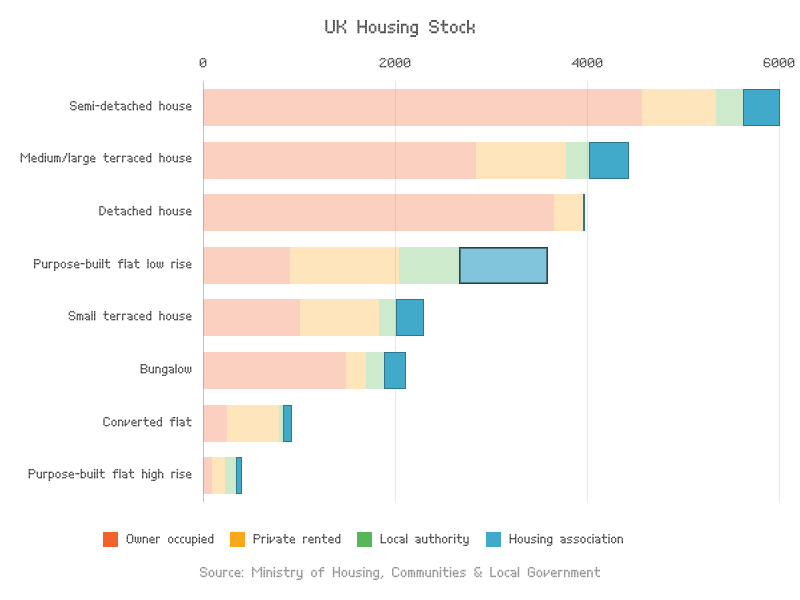 UK Housing Stock
0 2000 4000 6000
Semi-detached house
Medium/large terraced house
Detached house
Purpose-built flat low rise
Small terraced house
Bungalow
Converted flat
Purpose-built flat high rise
Owner occupied Private rented Local authority Housing association
Source: Ministry of Housing, Communities & Local Government